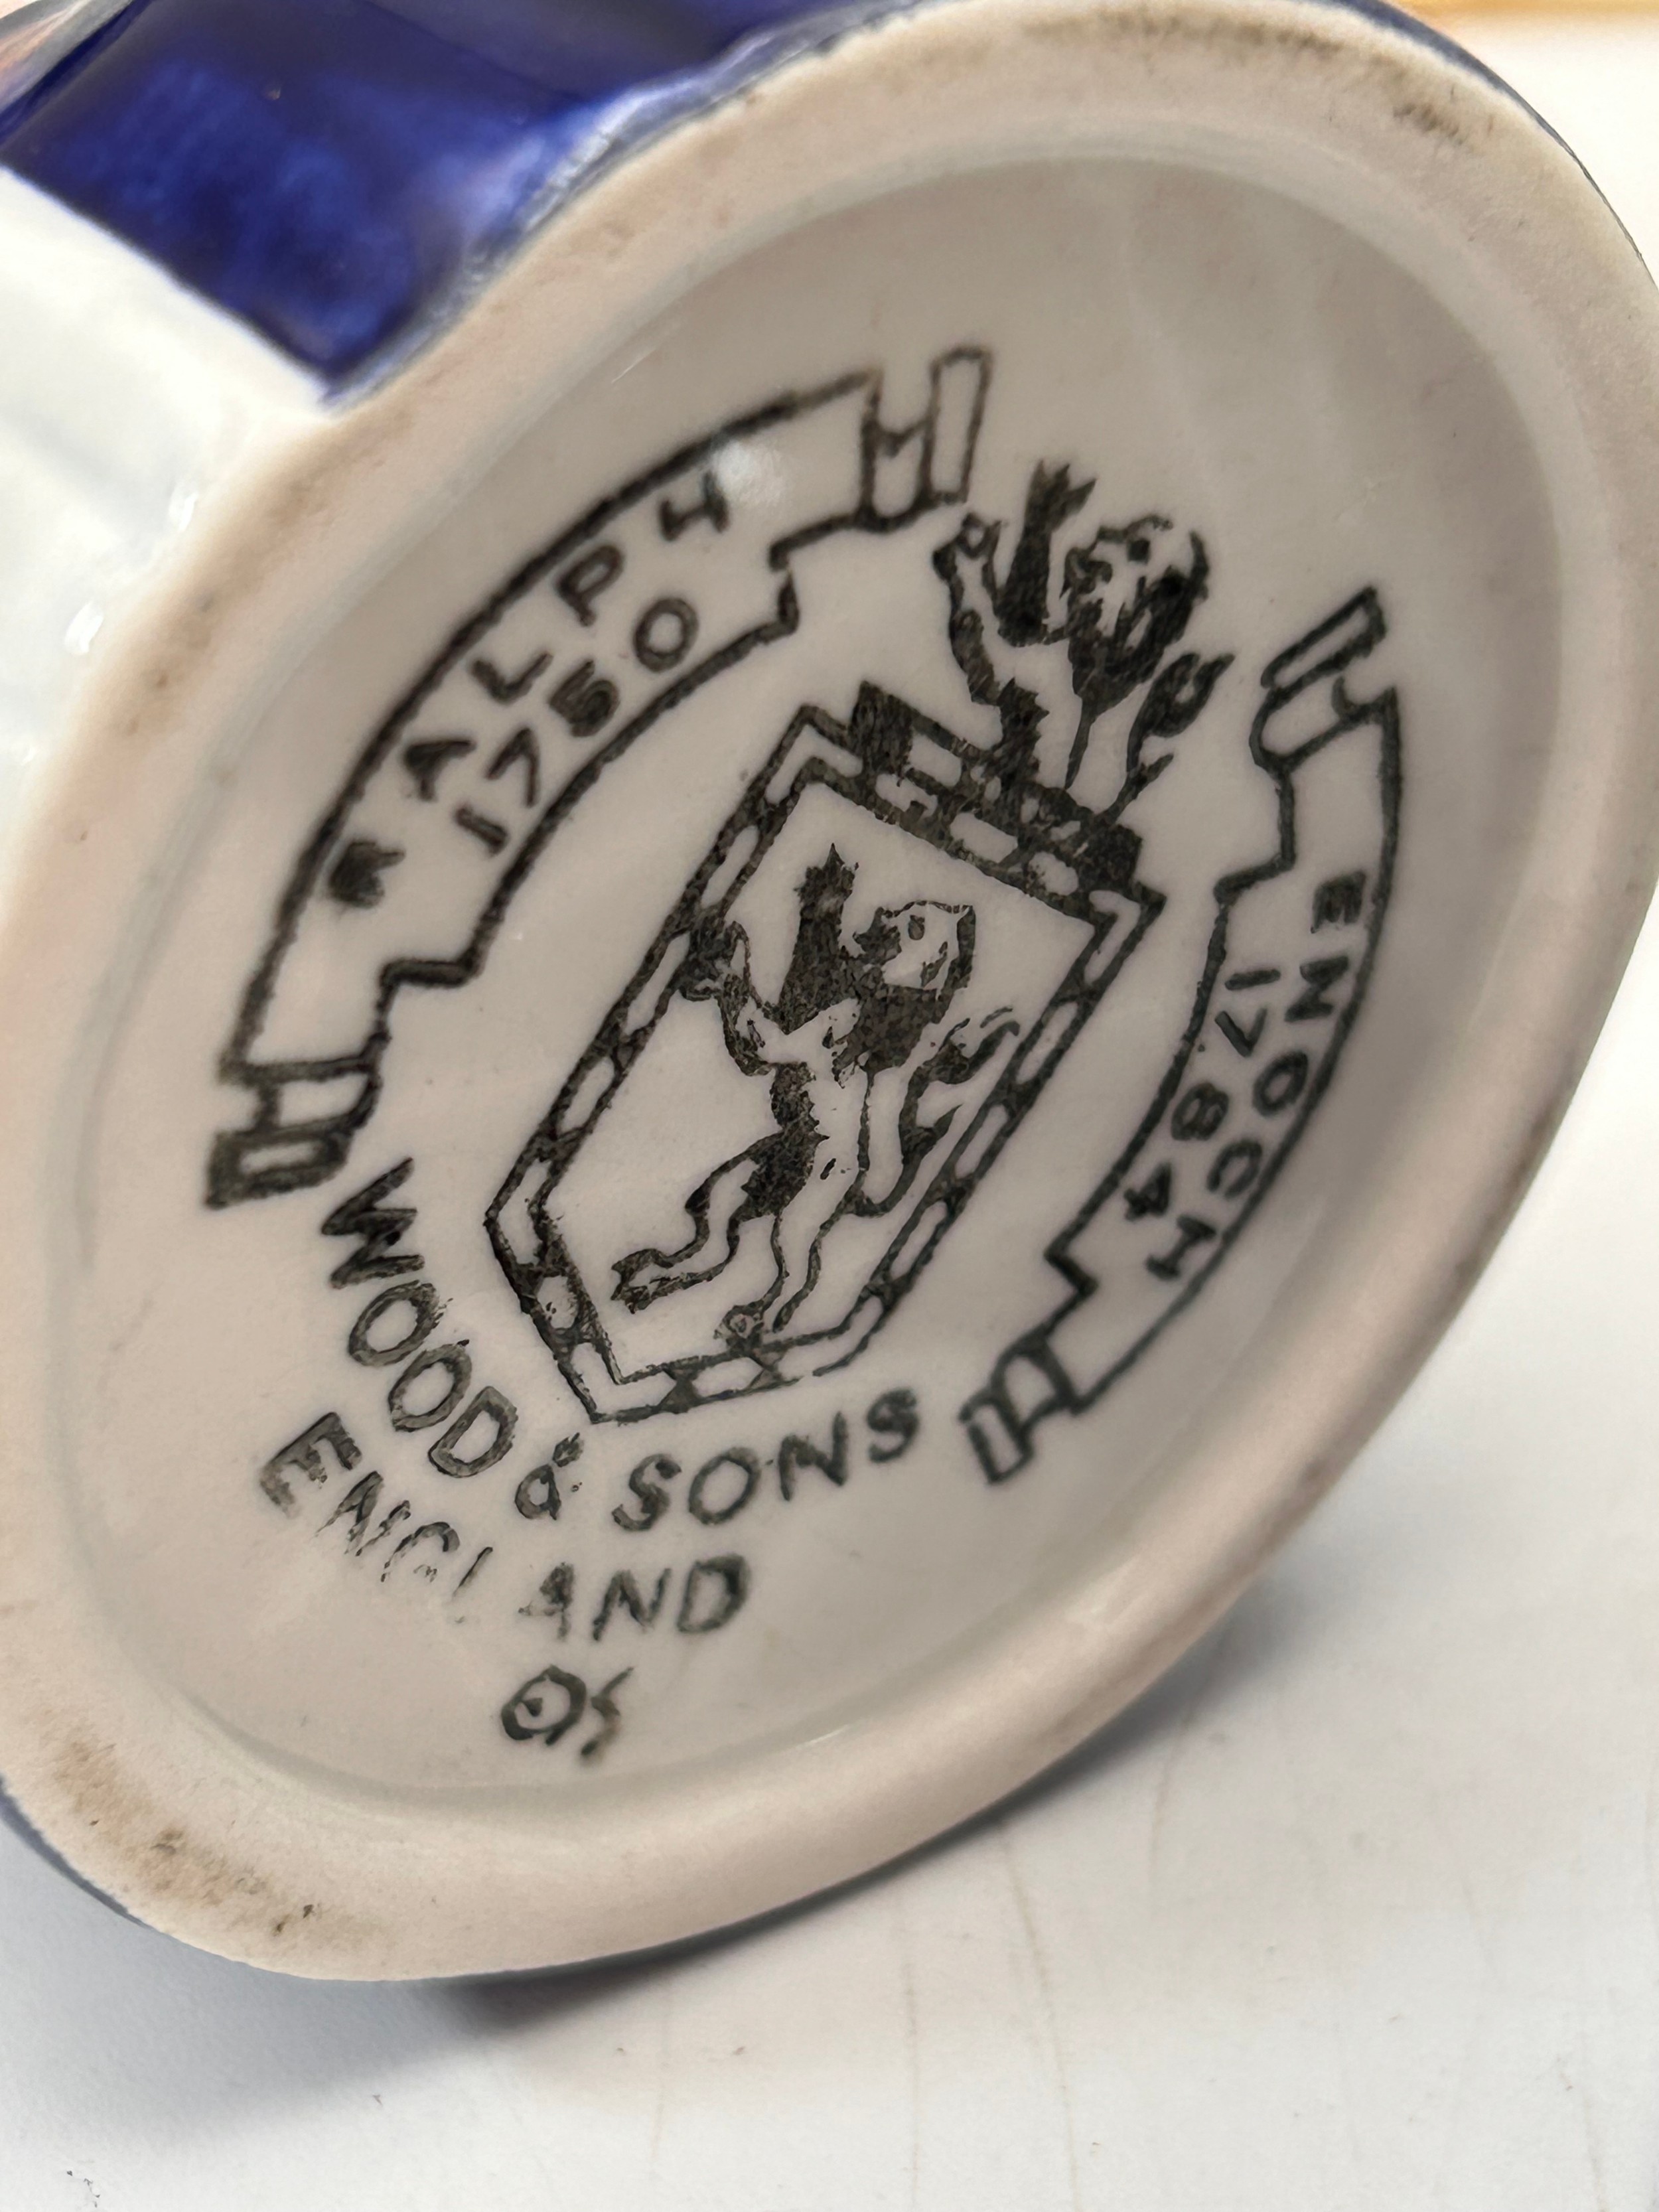 RALPH
1750
ENOCH
1784
WOOD & SONS
ENGLAND